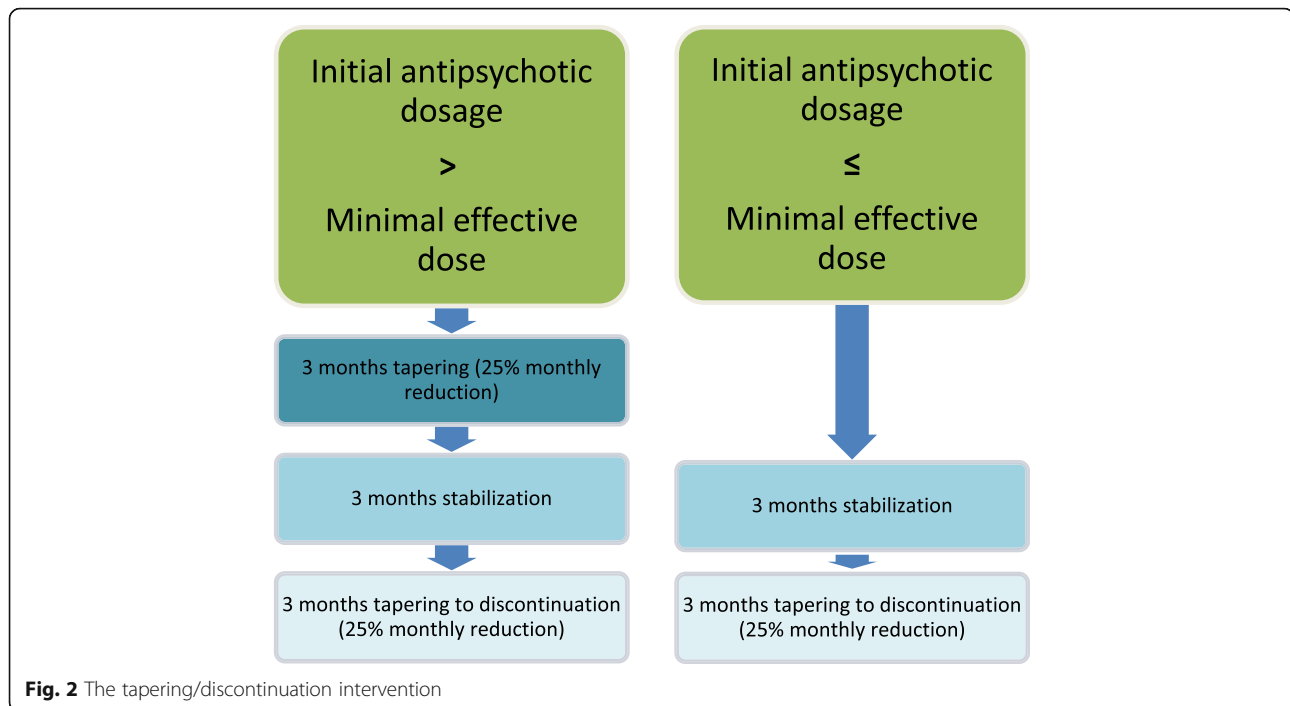 Initial antipsychotic
dosage
>
Minimal effective
dose
3 months tapering (25% monthly
reduction)
3 months stabilization
3 months tapering to discontinuation
(25% monthly reduction)
Initial antipsychotic
dosage
≤
Minimal effective
dose
3 months stabilization
3 months tapering to discontinuation
(25% monthly reduction)
Fig. 2 The tapering/discontinuation intervention